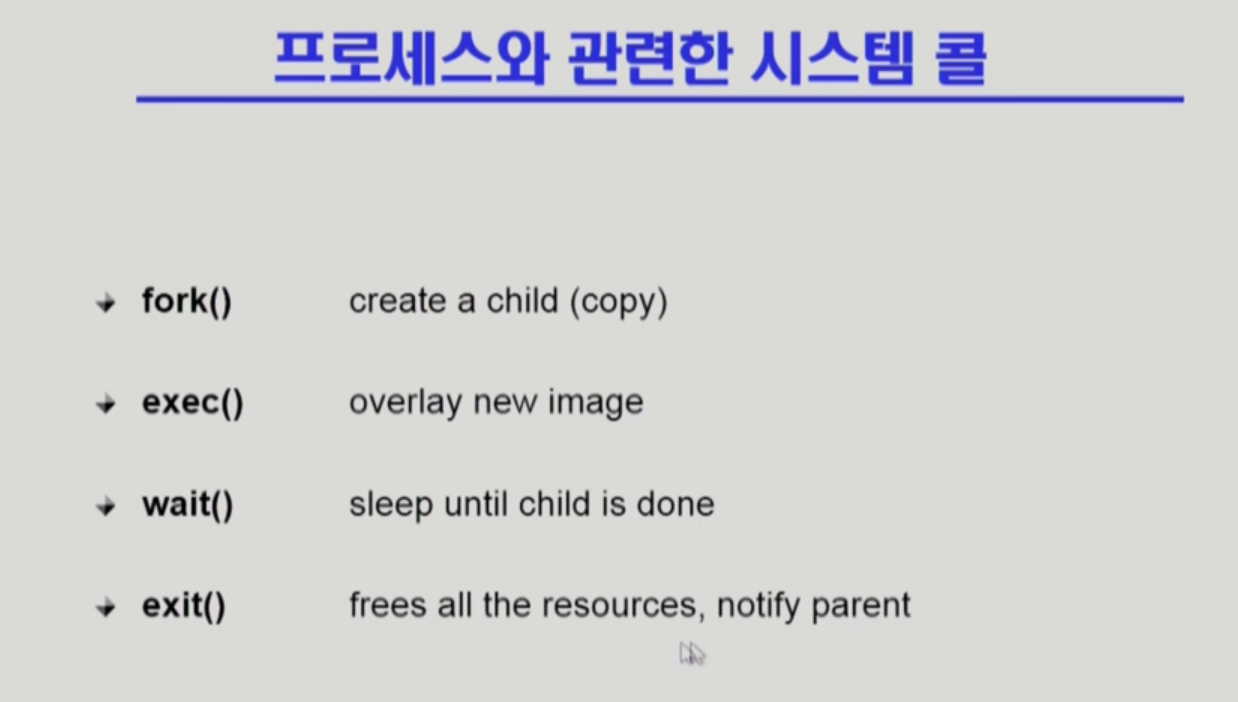 프로세스와 관련한 시스템 콜
fork() create a child (copy)
exec() overlay new image
wait() sleep until child is done
exit() frees all the resources, notify parent